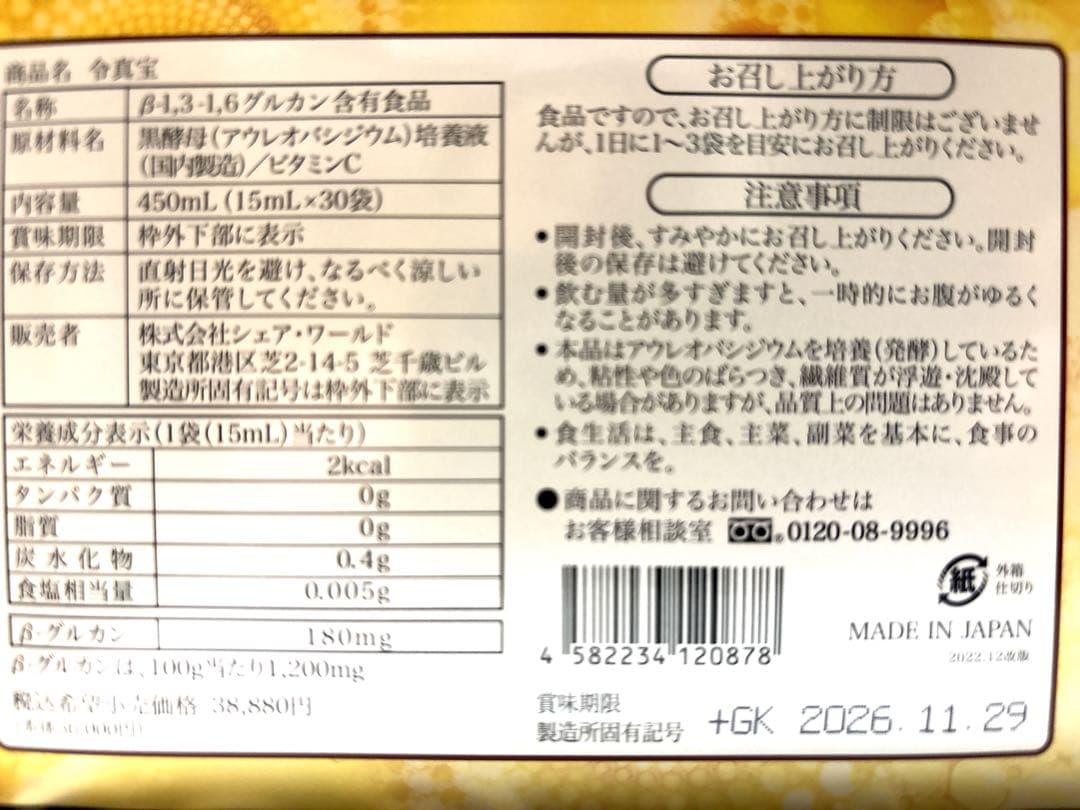 商品名 令真宝
名称 β-1,3-1,6グルカン含有食品
原材料名 黒酵母(アウレオバシジウム)培養液
(国内製造)/ビタミンC
内容量 450mL (15mL×30袋)
賞味期限 枠外下部に表示
保存方法 直射日光を避け、なるべく涼しい
所に保管してください。
販売者 株式会社シェア・ワールド
東京都港区芝2-14-5 芝千歳ビル
製造所固有記号は枠外下部に表示
栄養成分表示(1袋(15mL)当たり)
エネルギー 2kcal
タンパク質 0g
脂質 0g
炭水化物 0.4g
食塩相当量 0.005g
β-グルカン 180mg
β-グルカンは、100g当たり1,200mg
税込希望小売価格 38,880円
(本体36,000円)
お召し上がり方
食品ですので、お召し上がり方に制限はございませ
んが、1日に1～3袋を目安にお召し上がりください。
注意事項
●開封後、すみやかにお召し上がりください。開封
後の保存は避けてください。
●飲む量が多すぎますと、一時的にお腹がゆるく
なることがあります。
●本品はアウレオバシジウムを培養(発酵)しているた
め、粘性や色のばらつき、繊維質が浮遊・沈殿して
いる場合がありますが、品質上の問題はありません。
●食生活は、主食、主菜、副菜を基本に、食事の
バランスを。
●商品に関するお問い合わせは
お客様相談室 0120-08-9996
紙 外箱
仕切り
MADE IN JAPAN
2022.12改版
4 582234 120878
賞味期限
製造所固有記号 +GK 2026.11.29